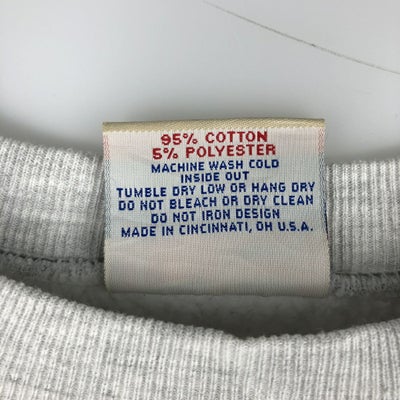 95% COTTON
5% POLYESTER
MACHINE WASH COLD
INSIDE OUT
TUMBLE DRY LOW OR HANG DRY
DO NOT BLEACH OR DRY CLEAN
DO NOT IRON DESIGN
MADE IN CINCINNATI, OH U.S.A.